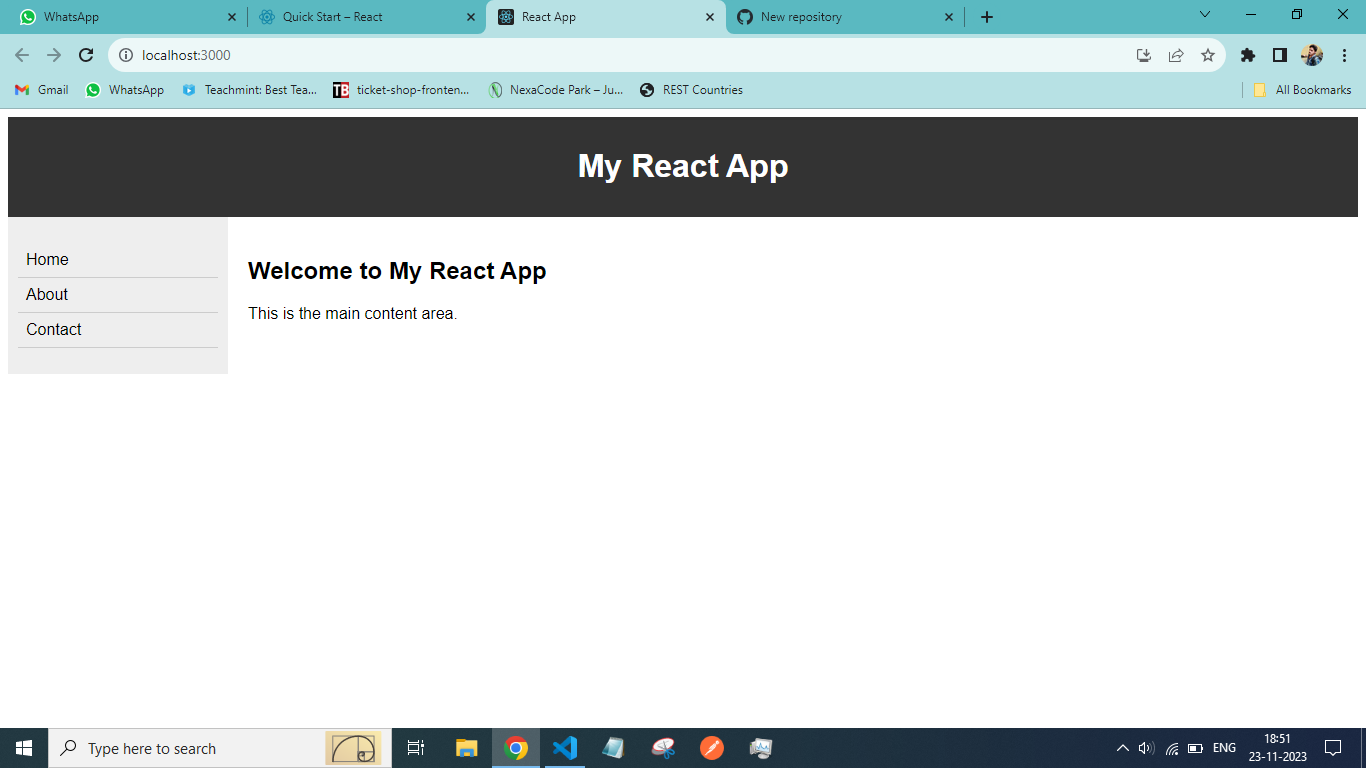 WhatsApp
Quick Start – React
React App
New repository
localhost:3000
Gmail
WhatsApp
Teachmint: Best Tea...
ticket-shop-fronten...
NexaCode Park – Ju...
REST Countries
All Bookmarks
My React App
Home
About
Contact
Welcome to My React App
This is the main content area.
Type here to search
ENG
18:51
23-11-2023